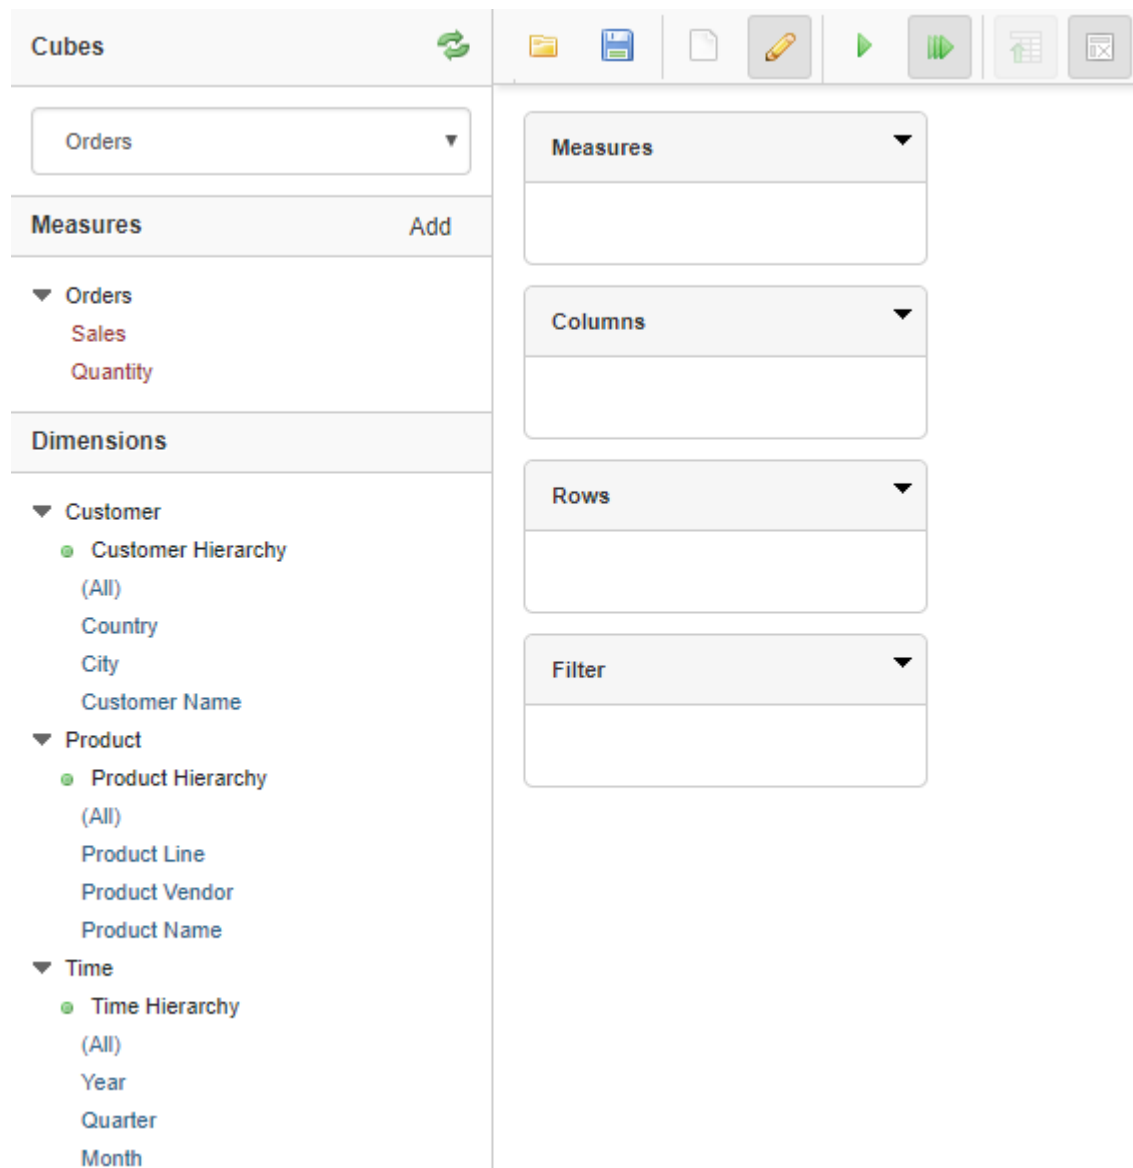 Cubes
Orders
Measures Add
Orders
Sales
Quantity
Dimensions
Customer
Customer Hierarchy
(All)
Country
City
Customer Name
Product
Product Hierarchy
(All)
Product Line
Product Vendor
Product Name
Time
Time Hierarchy
(All)
Year
Quarter
Month
Measures
Columns
Rows
Filter